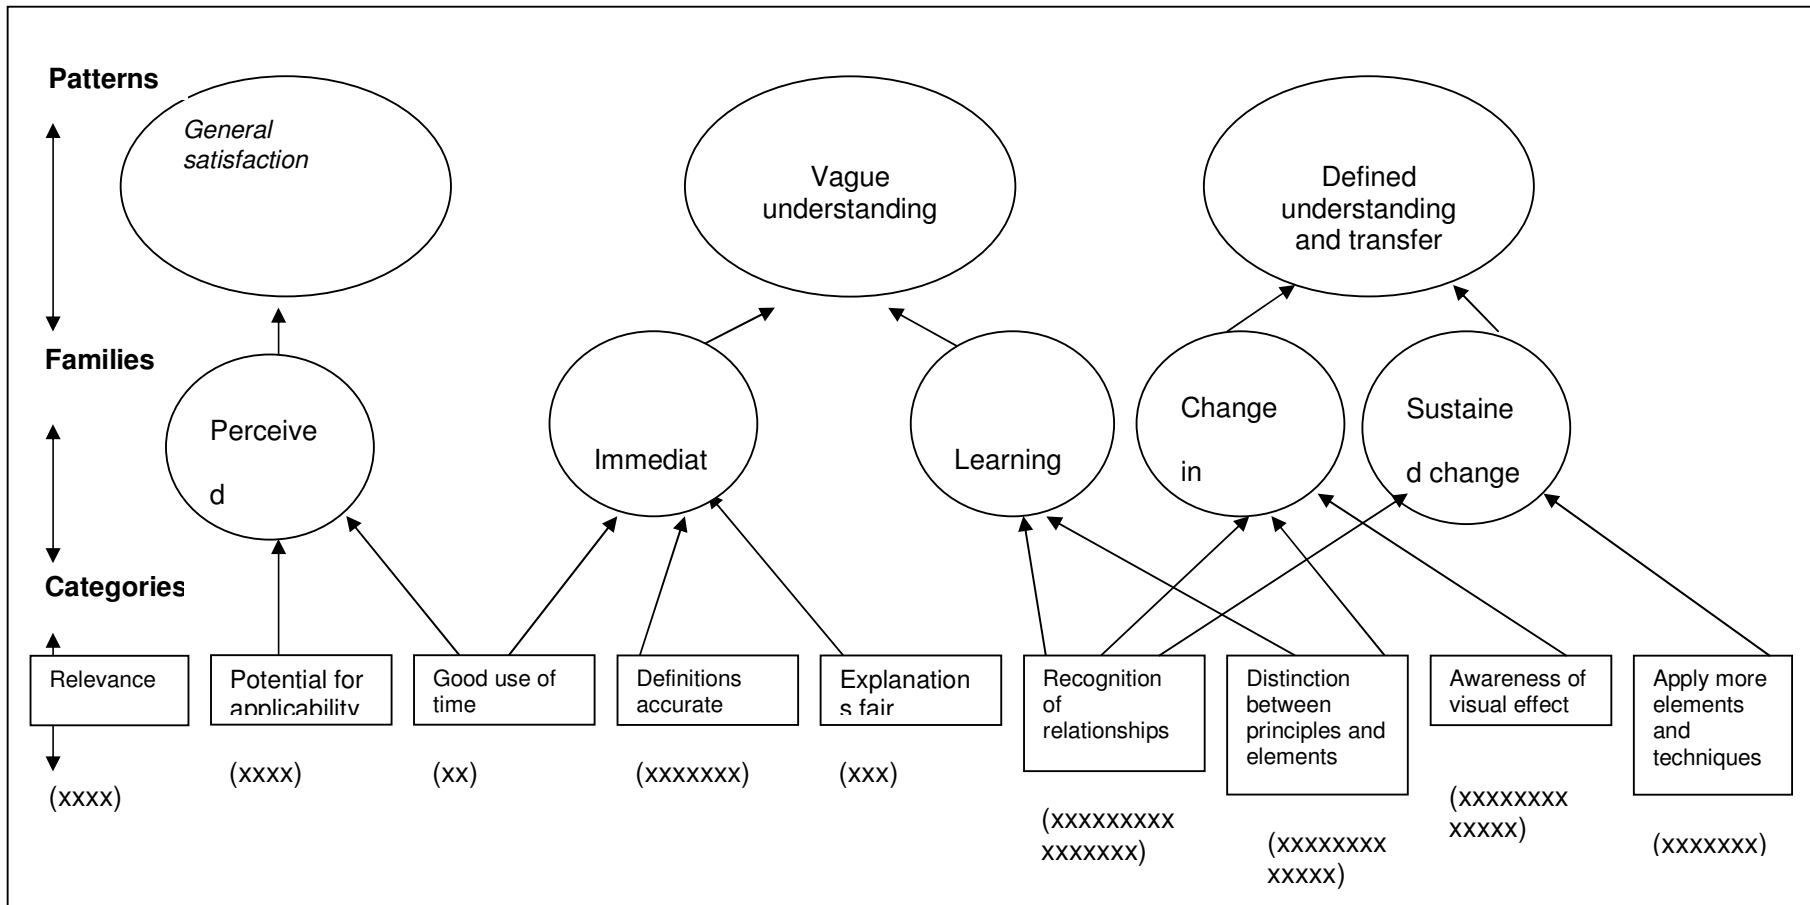 Patterns
General
satisfaction
Vague
understanding
Defined
understanding
and transfer
Families
Perceive
d
Immediat
Learning
Change
in
Sustaine
d change
Categories
Relevance
Potential for
applicability
Good use of
time
Definitions
accurate
Explanation
s fair
Recognition
of
relationships
Distinction
between
principles and
elements
Awareness of
visual effect
Apply more
elements
and
techniques
(xxxx)
(xxxx)
(xx)
(xxxxxxx)
(xxx)
(xxxxxxxxx
xxxxxxx)
(xxxxxxxx
xxxxx)
(xxxxxxxx
xxxxx)
(xxxxxxx)